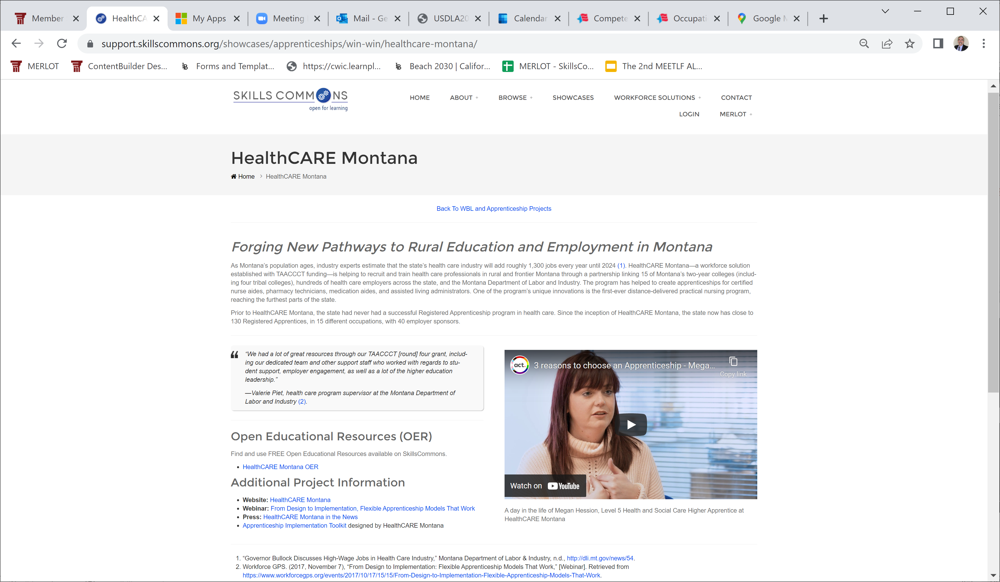 Member
HealthCA
My Apps
Meeting
Mail - Ge
USDLA20
Calendar
Compete
Occupati
Google M
support.skillscommons.org/showcases/apprenticeships/win-win/healthcare-montana/
MERLOT
ContentBuilder Des...
Forms and Templat...
https://cwic.learnpl...
Beach 2030 | Califor...
MERLOT - SkillsCo...
The 2nd MEETLF AL...
SKILLS COMMONS
open for learning
HOME
ABOUT +
BROWSE +
SHOWCASES
WORKFORCE SOLUTIONS +
CONTACT
LOGIN
MERLOT +
HealthCARE Montana
Home > HealthCARE Montana
Back To WBL and Apprenticeship Projects
Forging New Pathways to Rural Education and Employment in Montana
As Montana’s population ages, industry experts estimate that the state’s health care industry will add roughly 1,300 jobs every year until 2024 (1). HealthCARE Montana—a workforce solution
established with TAACCCT funding—is helping to recruit and train health care professionals in rural and frontier Montana through a partnership linking 15 of Montana’s two-year colleges (includ-
ing four tribal colleges), hundreds of health care employers across the state, and the Montana Department of Labor and Industry. The program has helped to create apprenticeships for certified
nurse aides, pharmacy technicians, medication aides, and assisted living administrators. One of the program’s unique innovations is the first-ever distance-delivered practical nursing program,
reaching the furthest parts of the state.
Prior to HealthCARE Montana, the state had never had a successful Registered Apprenticeship program in health care. Since the inception of HealthCARE Montana, the state now has close to
130 Registered Apprentices, in 15 different occupations, with 40 employer sponsors.
“We had a lot of great resources through our TAACCCT [round] four grant, includ-
ing our dedicated team and other support staff who worked with regards to stu-
dent support, employer engagement, as well as a lot of the higher education
leadership.”
—Valerie Piet, health care program supervisor at the Montana Department of
Labor and Industry (2).
Open Educational Resources (OER)
Find and use FREE Open Educational Resources available on SkillsCommons.
• HealthCARE Montana OER
Additional Project Information
• Website: HealthCARE Montana
• Webinar: From Design to Implementation, Flexible Apprenticeship Models That Work
• Press: HealthCARE Montana in the News
• Apprenticeship Implementation Toolkit designed by HealthCARE Montana
act.
3 reasons to choose an Apprenticeship - Mega...
Copy link
Watch on YouTube
A day in the life of Megan Hession, Level 5 Health and Social Care Higher Apprentice at
HealthCARE Montana
1. “Governor Bullock Discusses High-Wage Jobs in Health Care Industry,” Montana Department of Labor & Industry, n.d., http://dli.mt.gov/news/54.
2. Workforce GPS. (2017, November 7), “From Design to Implementation: Flexible Apprenticeship Models That Work,” [Webinar]. Retrieved from
https://www.workforcegps.org/events/2017/10/17/15/15/From-Design-to-Implementation-Flexible-Apprenticeship-Models-That-Work.